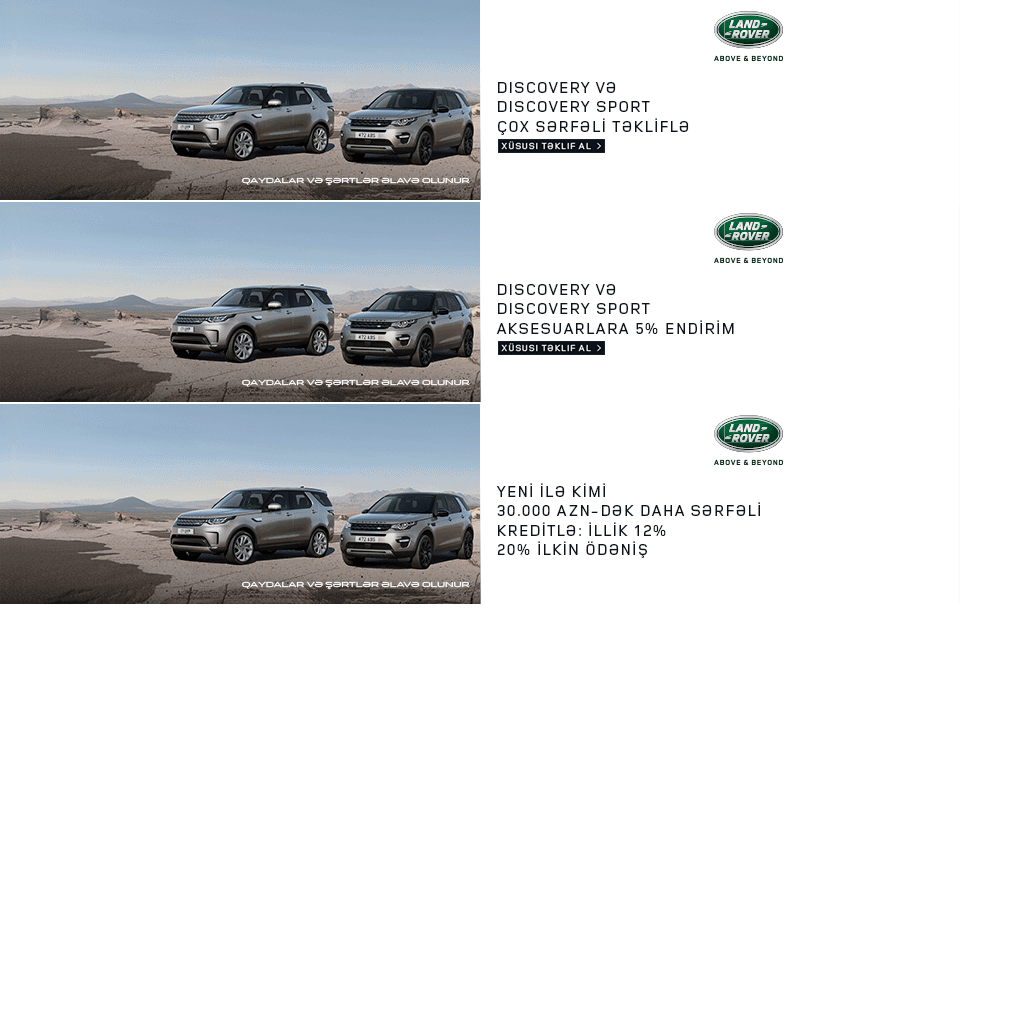 LAND-
-ROVER
ABOVE & BEYOND
DISCOVERY VƏ
DISCOVERY SPORT
ÇOX SƏRFƏLİ TƏKLİFLƏ
XÜSUSI TƏKLIF AL >
QAYDALAR VƏ ŞƏRTLƏR ƏLAVƏ OLUNUR
LAND-
-ROVER
ABOVE & BEYOND
DISCOVERY VƏ
DISCOVERY SPORT
AKSESUARLARA 5% ENDİRİM
XÜSUSI TƏKLIF AL >
QAYDALAR VƏ ŞƏRTLƏR ƏLAVƏ OLUNUR
LAND-
-ROVER
ABOVE & BEYOND
YENİ İLƏ KİMİ
30.000 AZN-DƏK DAHA SƏRFƏLİ
KREDİTLƏ: İLLİK 12%
20% İLKİN ÖDƏNİŞ
QAYDALAR VƏ ŞƏRTLƏR ƏLAVƏ OLUNUR